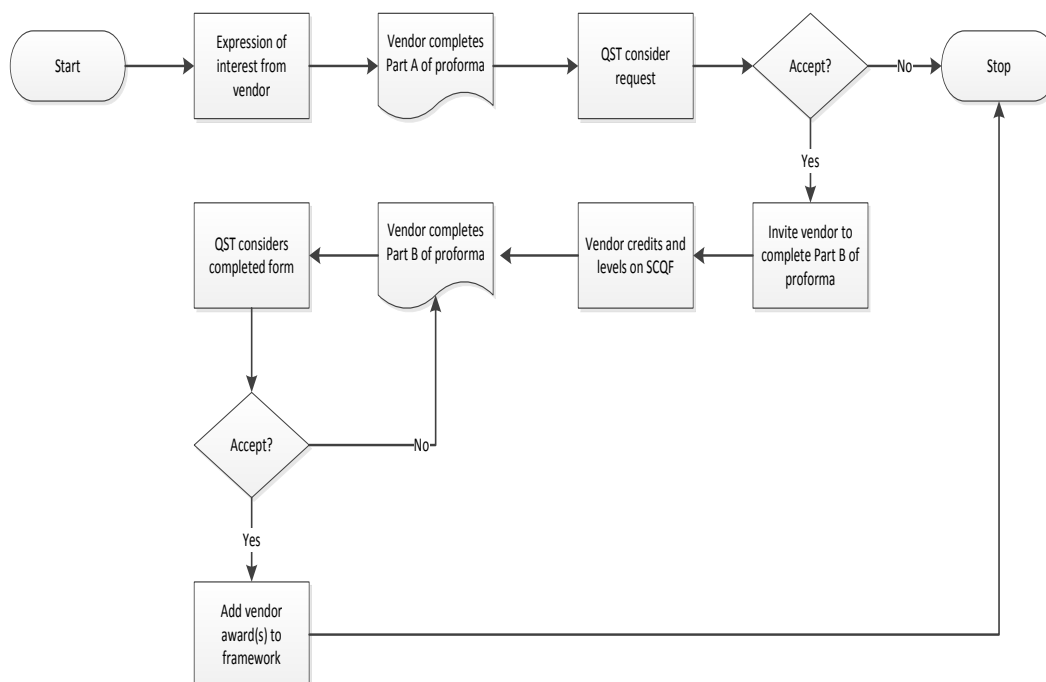 Start
Expression of
interest from
vendor
Vendor completes
Part A of proforma
QST consider
request
Accept?
No
Stop
Yes
Invite vendor to
complete Part B of
proforma
Vendor credits and
levels on SCQF
Vendor completes
Part B of proforma
QST considers
completed form
Accept?
No
Yes
Add vendor
award(s) to
framework